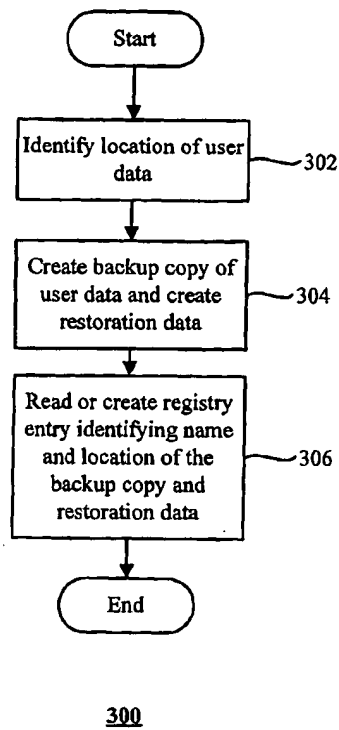 Start
Identify location of user
data
302
Create backup copy of
user data and create
restoration data
304
Read or create registry
entry identifying name
and location of the
backup copy and
restoration data
306
End
300